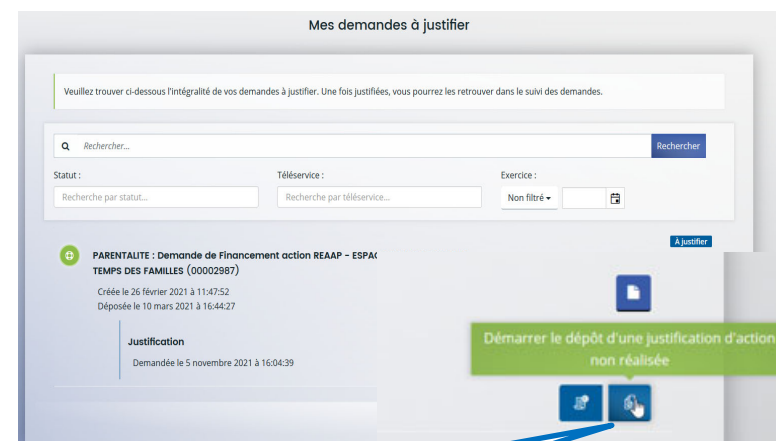 Mes demandes à justifier
Veuillez trouver ci-dessous l'intégralité de vos demandes à justifier. Une fois justifiées, vous pourrez les retrouver dans le suivi des demandes.
Rechercher...
Rechercher
Statut :
Téléservice :
Exercice :
Recherche par statut...
Recherche par téléservice...
Non filtré
À justifier
PARENTALITE : Demande de Financement action REAAP - ESPAC
TEMPS DES FAMILLES (00002987)
Créée le 26 février 2021 à 11:47:52
Déposée le 10 mars 2021 à 16:44:27
Justification
Demandée le 5 novembre 2021 à 16:04:39
Démarrer le dépôt d'une justification d'action
non réalisée